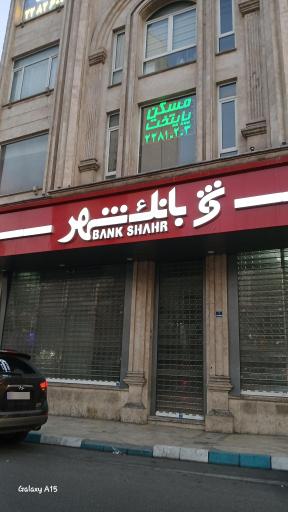 مسکن
پایتخت
۲۲۸۱۰۲۰۳
بانک شهر
BANK SHAHR
Galaxy A15